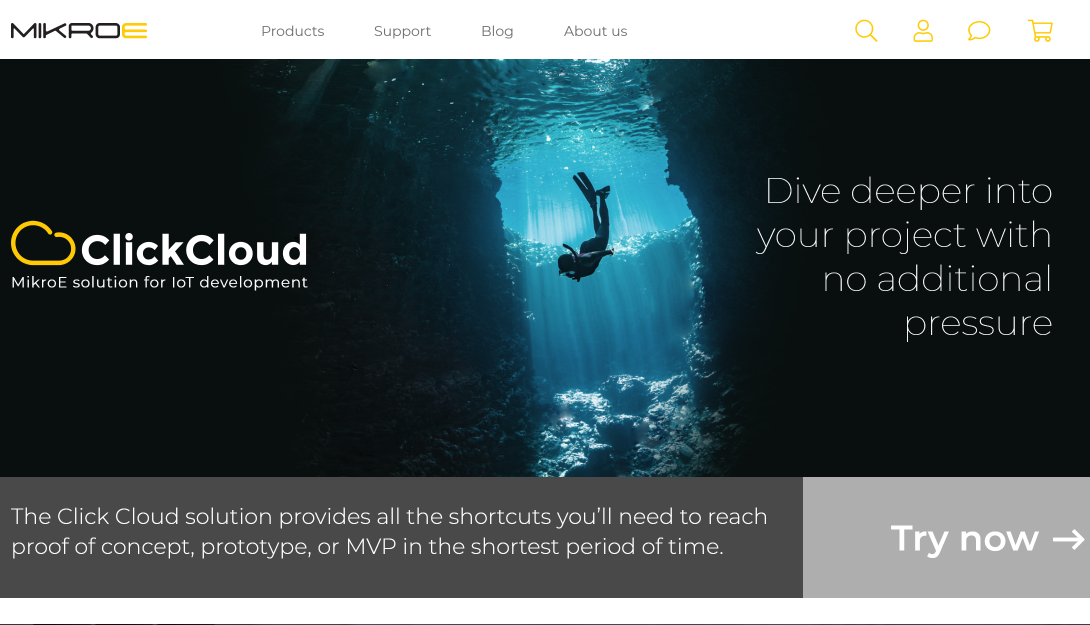 MIKROE
Products
Support
Blog
About us
ClickCloud
MikroE solution for IoT development
Dive deeper into
your project with
no additional
pressure
The Click Cloud solution provides all the shortcuts you’ll need to reach
proof of concept, prototype, or MVP in the shortest period of time.
Try now